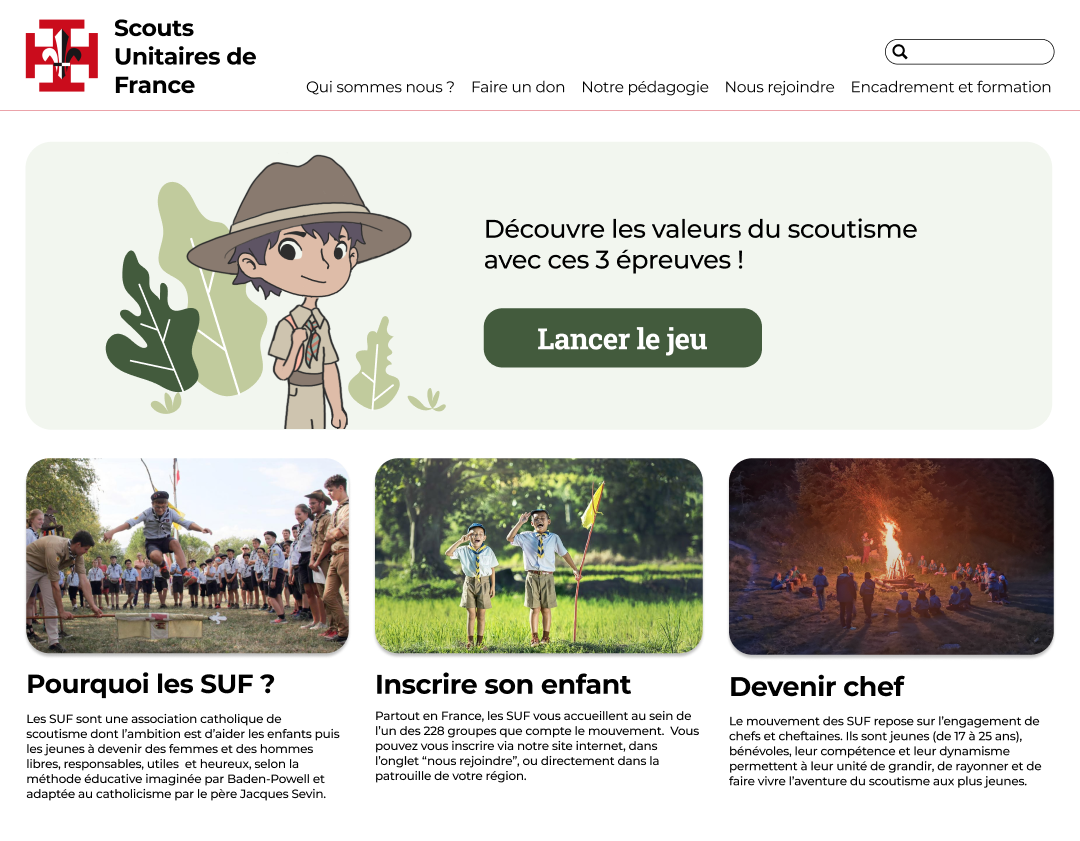 Scouts
Unitaires de
France
Qui sommes nous ? Faire un don Notre pédagogie Nous rejoindre Encadrement et formation
Découvre les valeurs du scoutisme
avec ces 3 épreuves !
Lancer le jeu
Pourquoi les SUF ?
Les SUF sont une association catholique de
scoutisme dont l’ambition est d’aider les enfants puis
les jeunes à devenir des femmes et des hommes
libres, responsables, utiles  et heureux, selon la
méthode éducative imaginée par Baden-Powell et
adaptée au catholicisme par le père Jacques Sevin.
Inscrire son enfant
Partout en France, les SUF vous accueillent au sein de
l’un des 228 groupes que compte le mouvement.  Vous
pouvez vous inscrire via notre site internet, dans
l’onglet “nous rejoindre”, ou directement dans la
patrouille de votre région.
Devenir chef
Le mouvement des SUF repose sur l’engagement de
chefs et cheftaines. Ils sont jeunes (de 17 à 25 ans),
bénévoles, leur compétence et leur dynamisme
permettent à leur unité de grandir, de rayonner et de
faire vivre l’aventure du scoutisme aux plus jeunes.